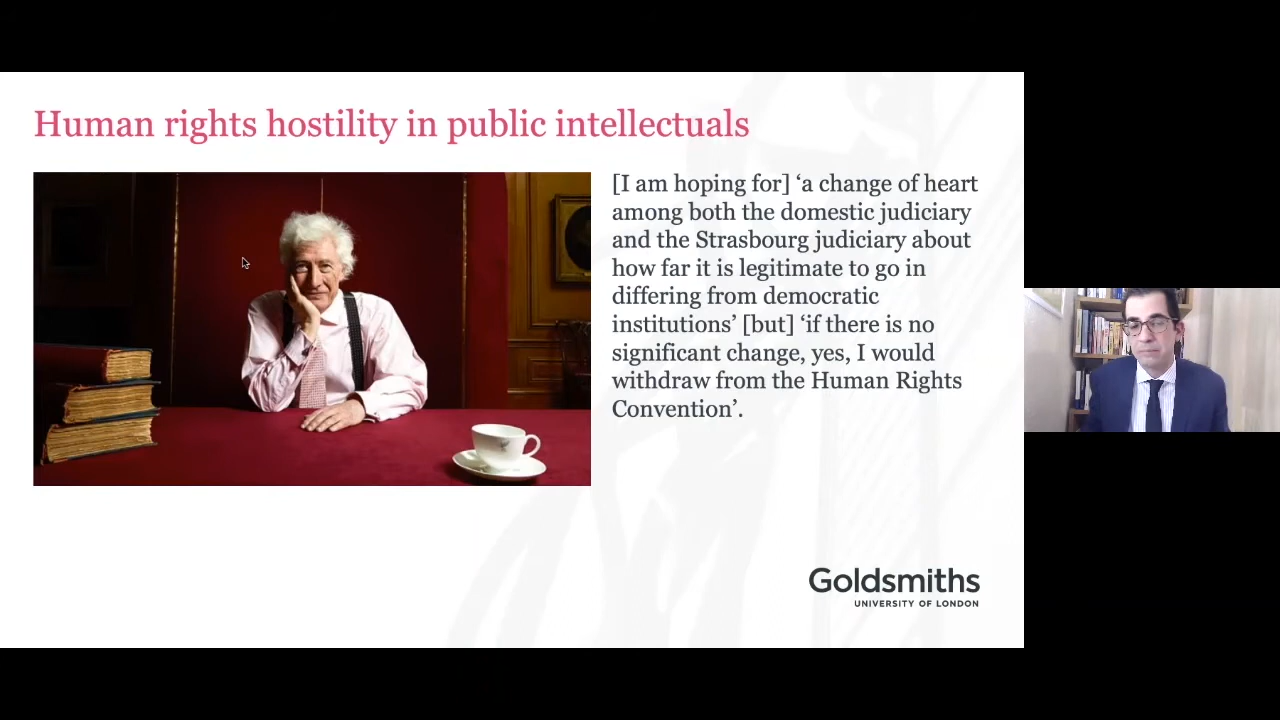 Human rights hostility in public intellectuals
[I am hoping for] ‘a change of heart
among both the domestic judiciary
and the Strasbourg judiciary about
how far it is legitimate to go in
differing from democratic
institutions’ [but] ‘if there is no
significant change, yes, I would
withdraw from the Human Rights
Convention’.
Goldsmiths
UNIVERSITY OF LONDON